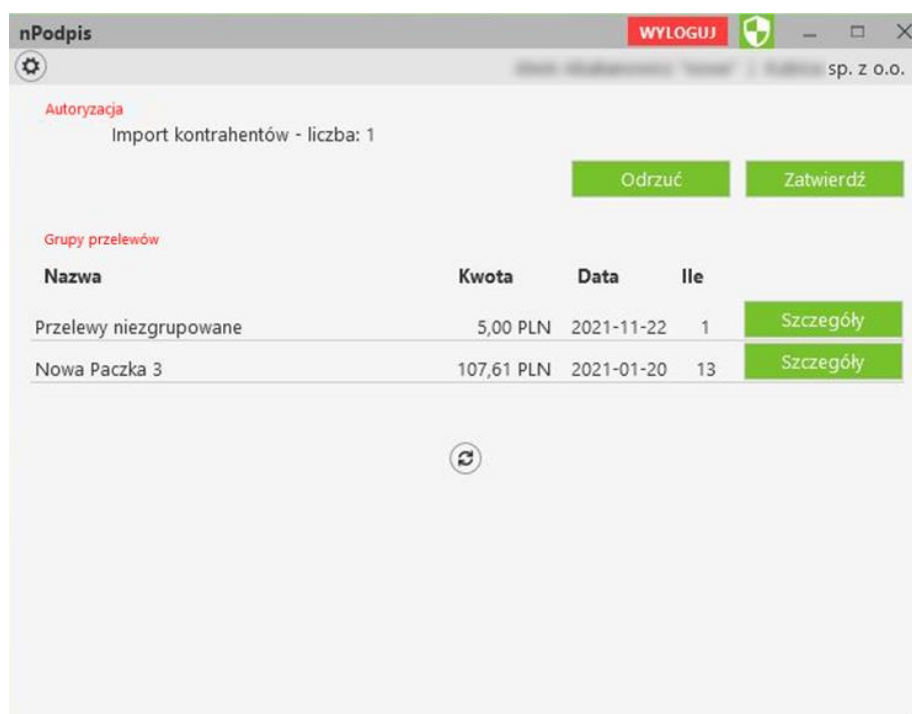 nPodpis WYLOGUJ
sp. z o.o.
Autoryzacja
Import kontrahentów - liczba: 1
Odrzuć Zatwierdź
Grupy przelewów
Nazwa Kwota Data Ile
Przelewy niezgrupowane 5,00 PLN 2021-11-22 1 Szczegóły
Nowa Paczka 3 107,61 PLN 2021-01-20 13 Szczegóły